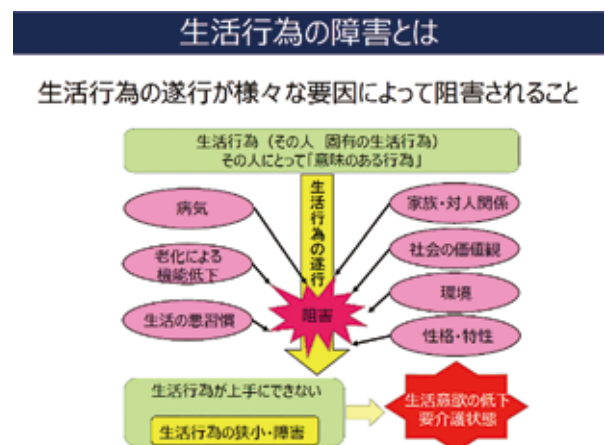 生活行為の障害とは
生活行為の遂行が様々な要因によって阻害されること
生活行為（その人 固有の生活行為）
その人にとって「意味のある行為」
生活行為の遂行
病気
老化による
機能低下
生活の悪習慣
家族・対人関係
社会の価値観
環境
性格・特性
阻害
生活行為が上手にできない
生活行為の狭小・障害
生活意欲の低下
要介護状態